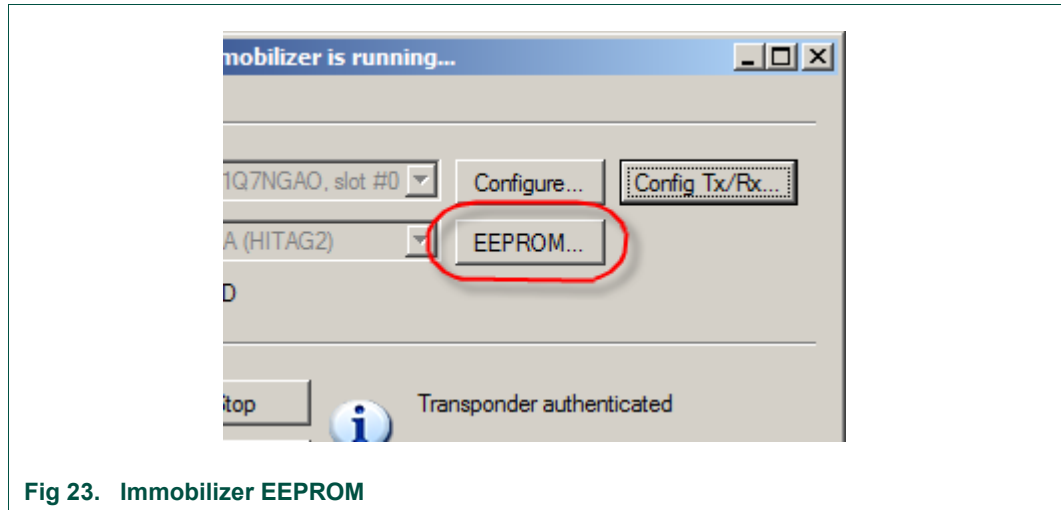 mobilizer is running...
1Q7NGAO, slot #0 Configure... Config Tx/Rx...
A (HITAG2) EEPROM...
D
Stop Transponder authenticated
Fig 23. Immobilizer EEPROM